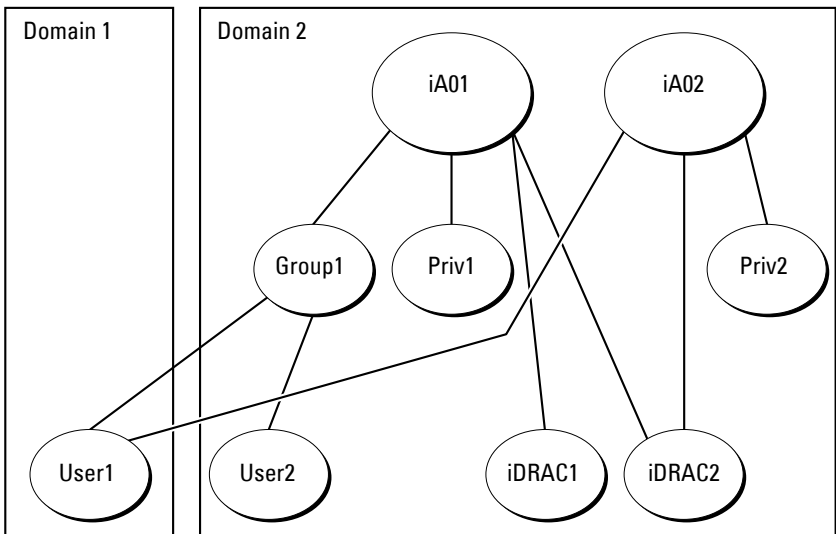 Domain 1
Domain 2
iA01
iA02
Group1
Priv1
Priv2
User1
User2
iDRAC1
iDRAC2